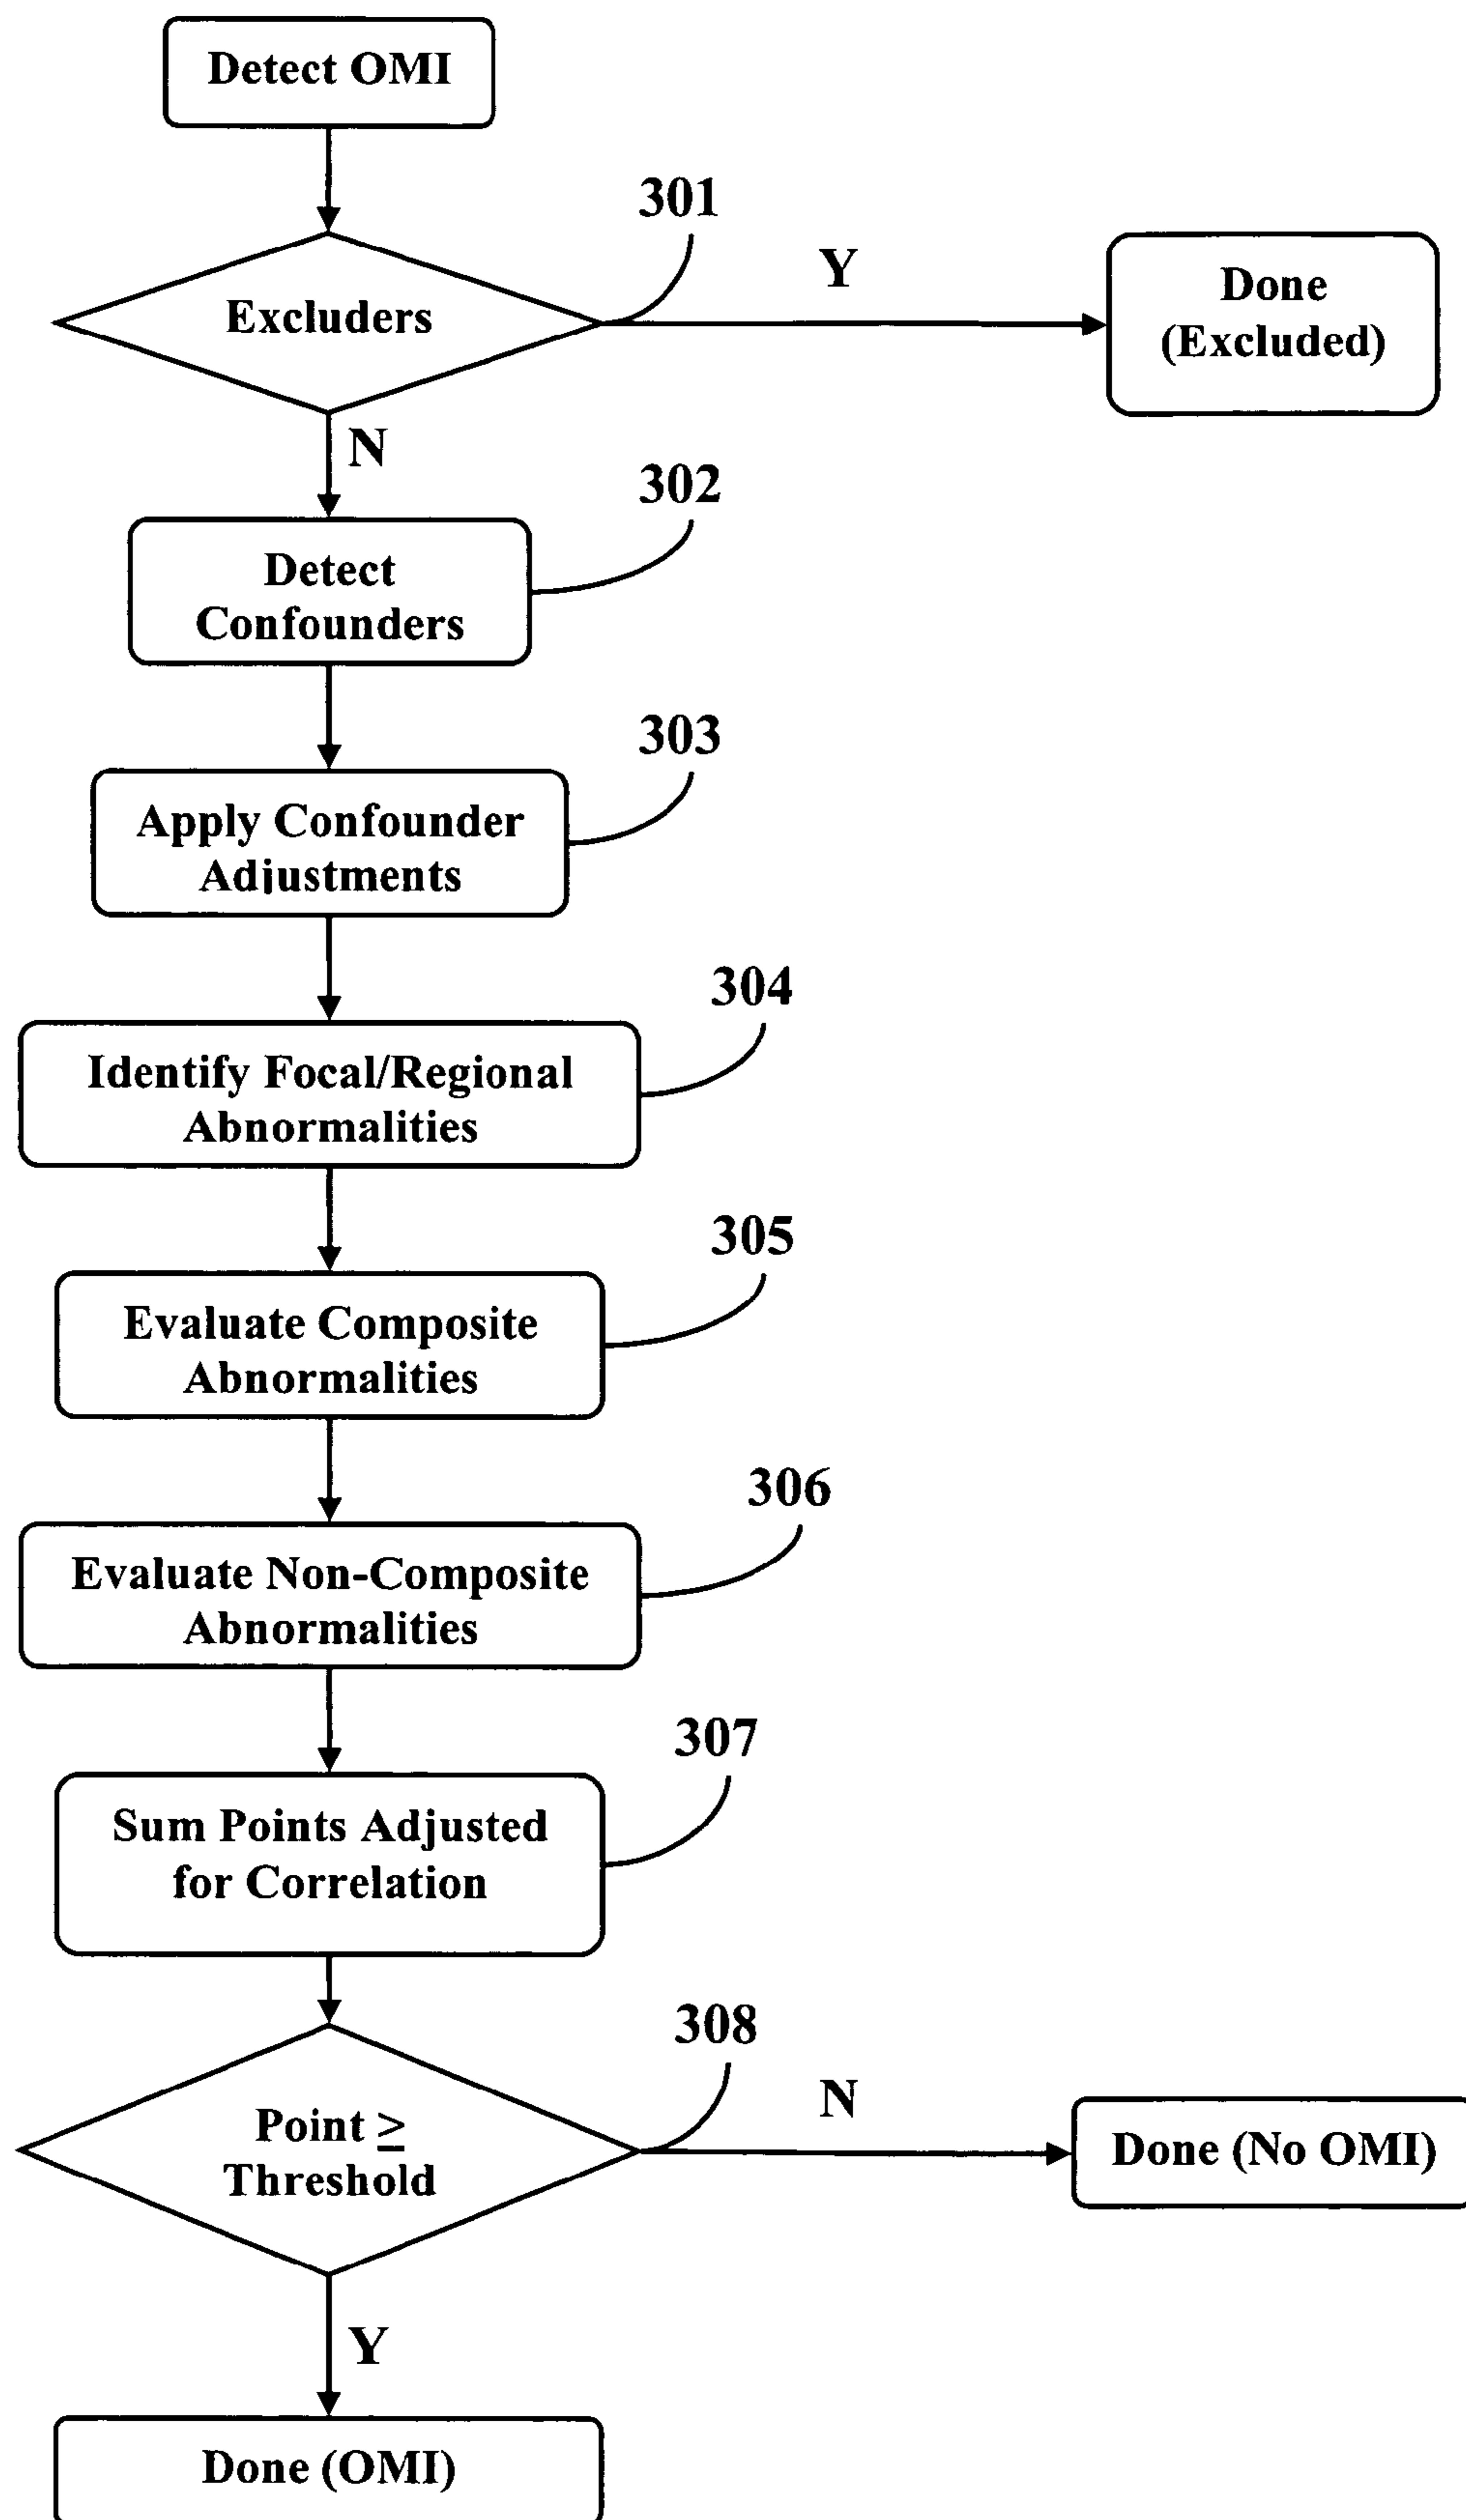 Detect OMI
301
Y
Excluders
Done
(Excluded)
N
302
Detect
Confounders
303
Apply Confounder
Adjustments
304
Identify Focal/Regional
Abnormalities
305
Evaluate Composite
Abnormalities
306
Evaluate Non-Composite
Abnormalities
307
Sum Points Adjusted
for Correlation
308
N
Point ≥
Threshold
Done (No OMI)
Y
Done (OMI)